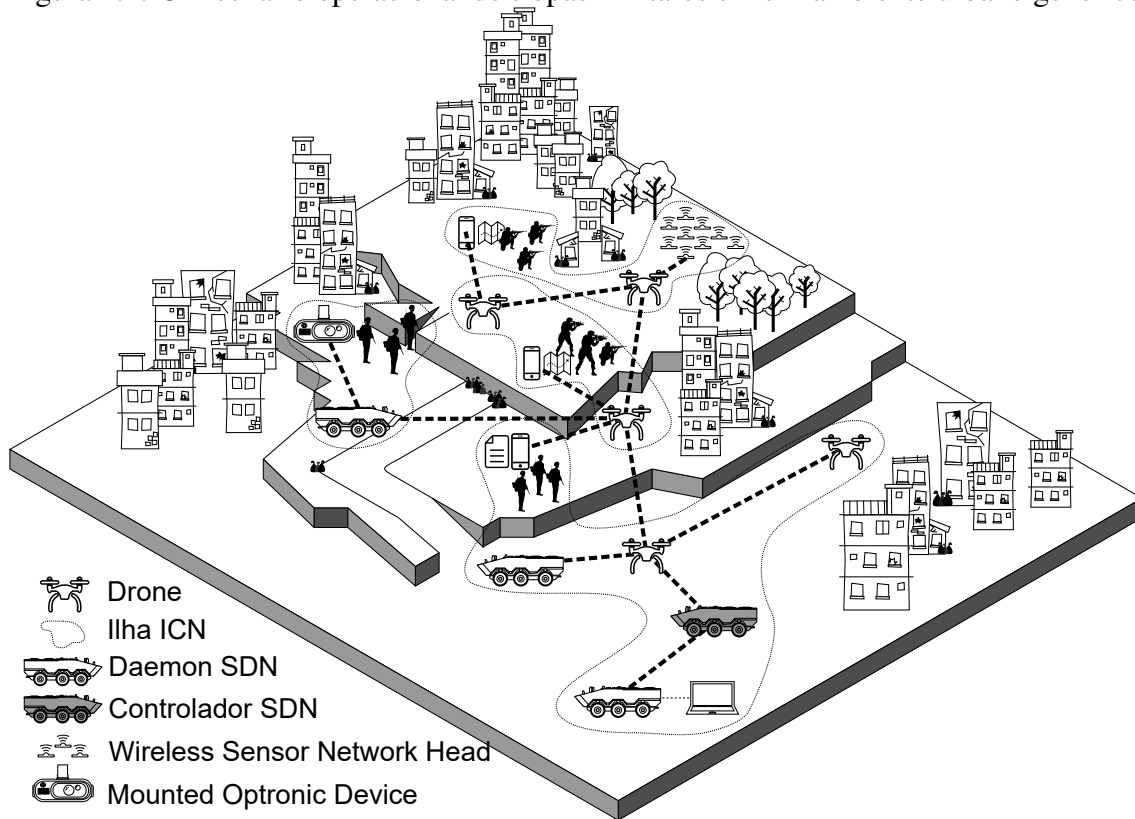 Drone
Ilha ICN
Daemon SDN
Controlador SDN
Wireless Sensor Network Head
Mounted Optronic Device